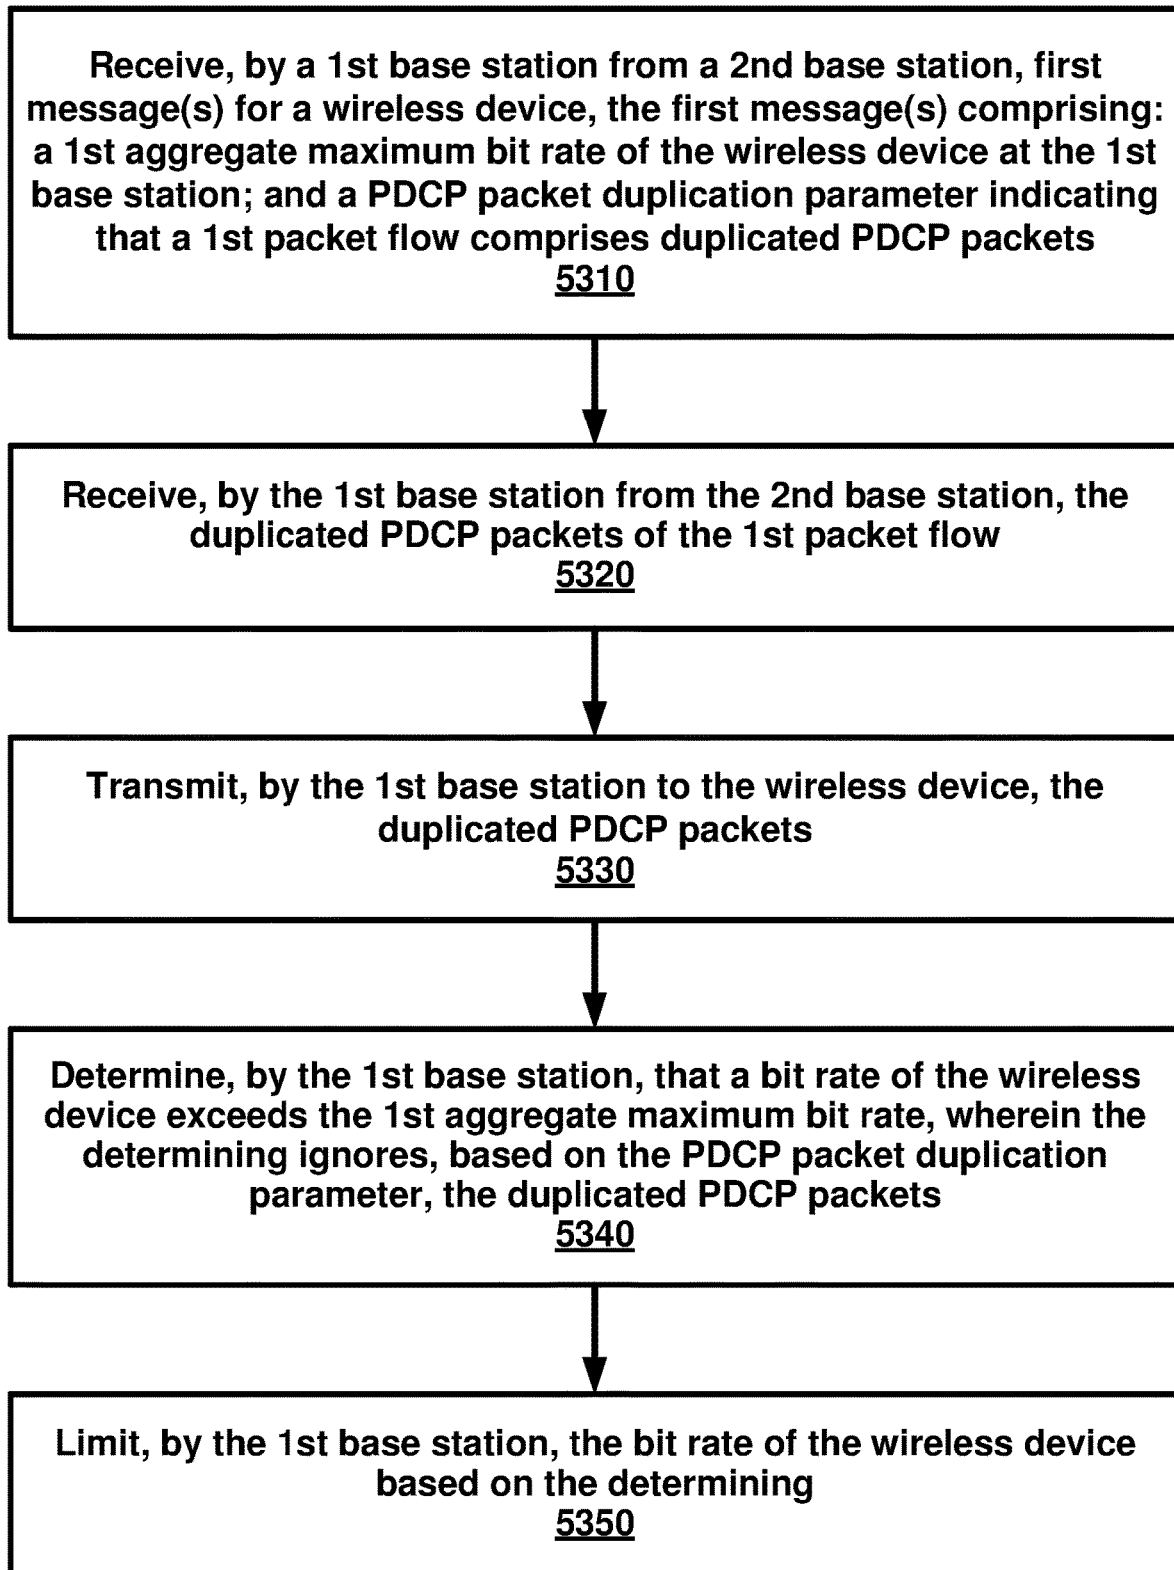 Receive, by a 1st base station from a 2nd base station, first
message(s) for a wireless device, the first message(s) comprising:
a 1st aggregate maximum bit rate of the wireless device at the 1st
base station; and a PDCP packet duplication parameter indicating
that a 1st packet flow comprises duplicated PDCP packets
5310
Receive, by the 1st base station from the 2nd base station, the
duplicated PDCP packets of the 1st packet flow
5320
Transmit, by the 1st base station to the wireless device, the
duplicated PDCP packets
5330
Determine, by the 1st base station, that a bit rate of the wireless
device exceeds the 1st aggregate maximum bit rate, wherein the
determining ignores, based on the PDCP packet duplication
parameter, the duplicated PDCP packets
5340
Limit, by the 1st base station, the bit rate of the wireless device
based on the determining
5350